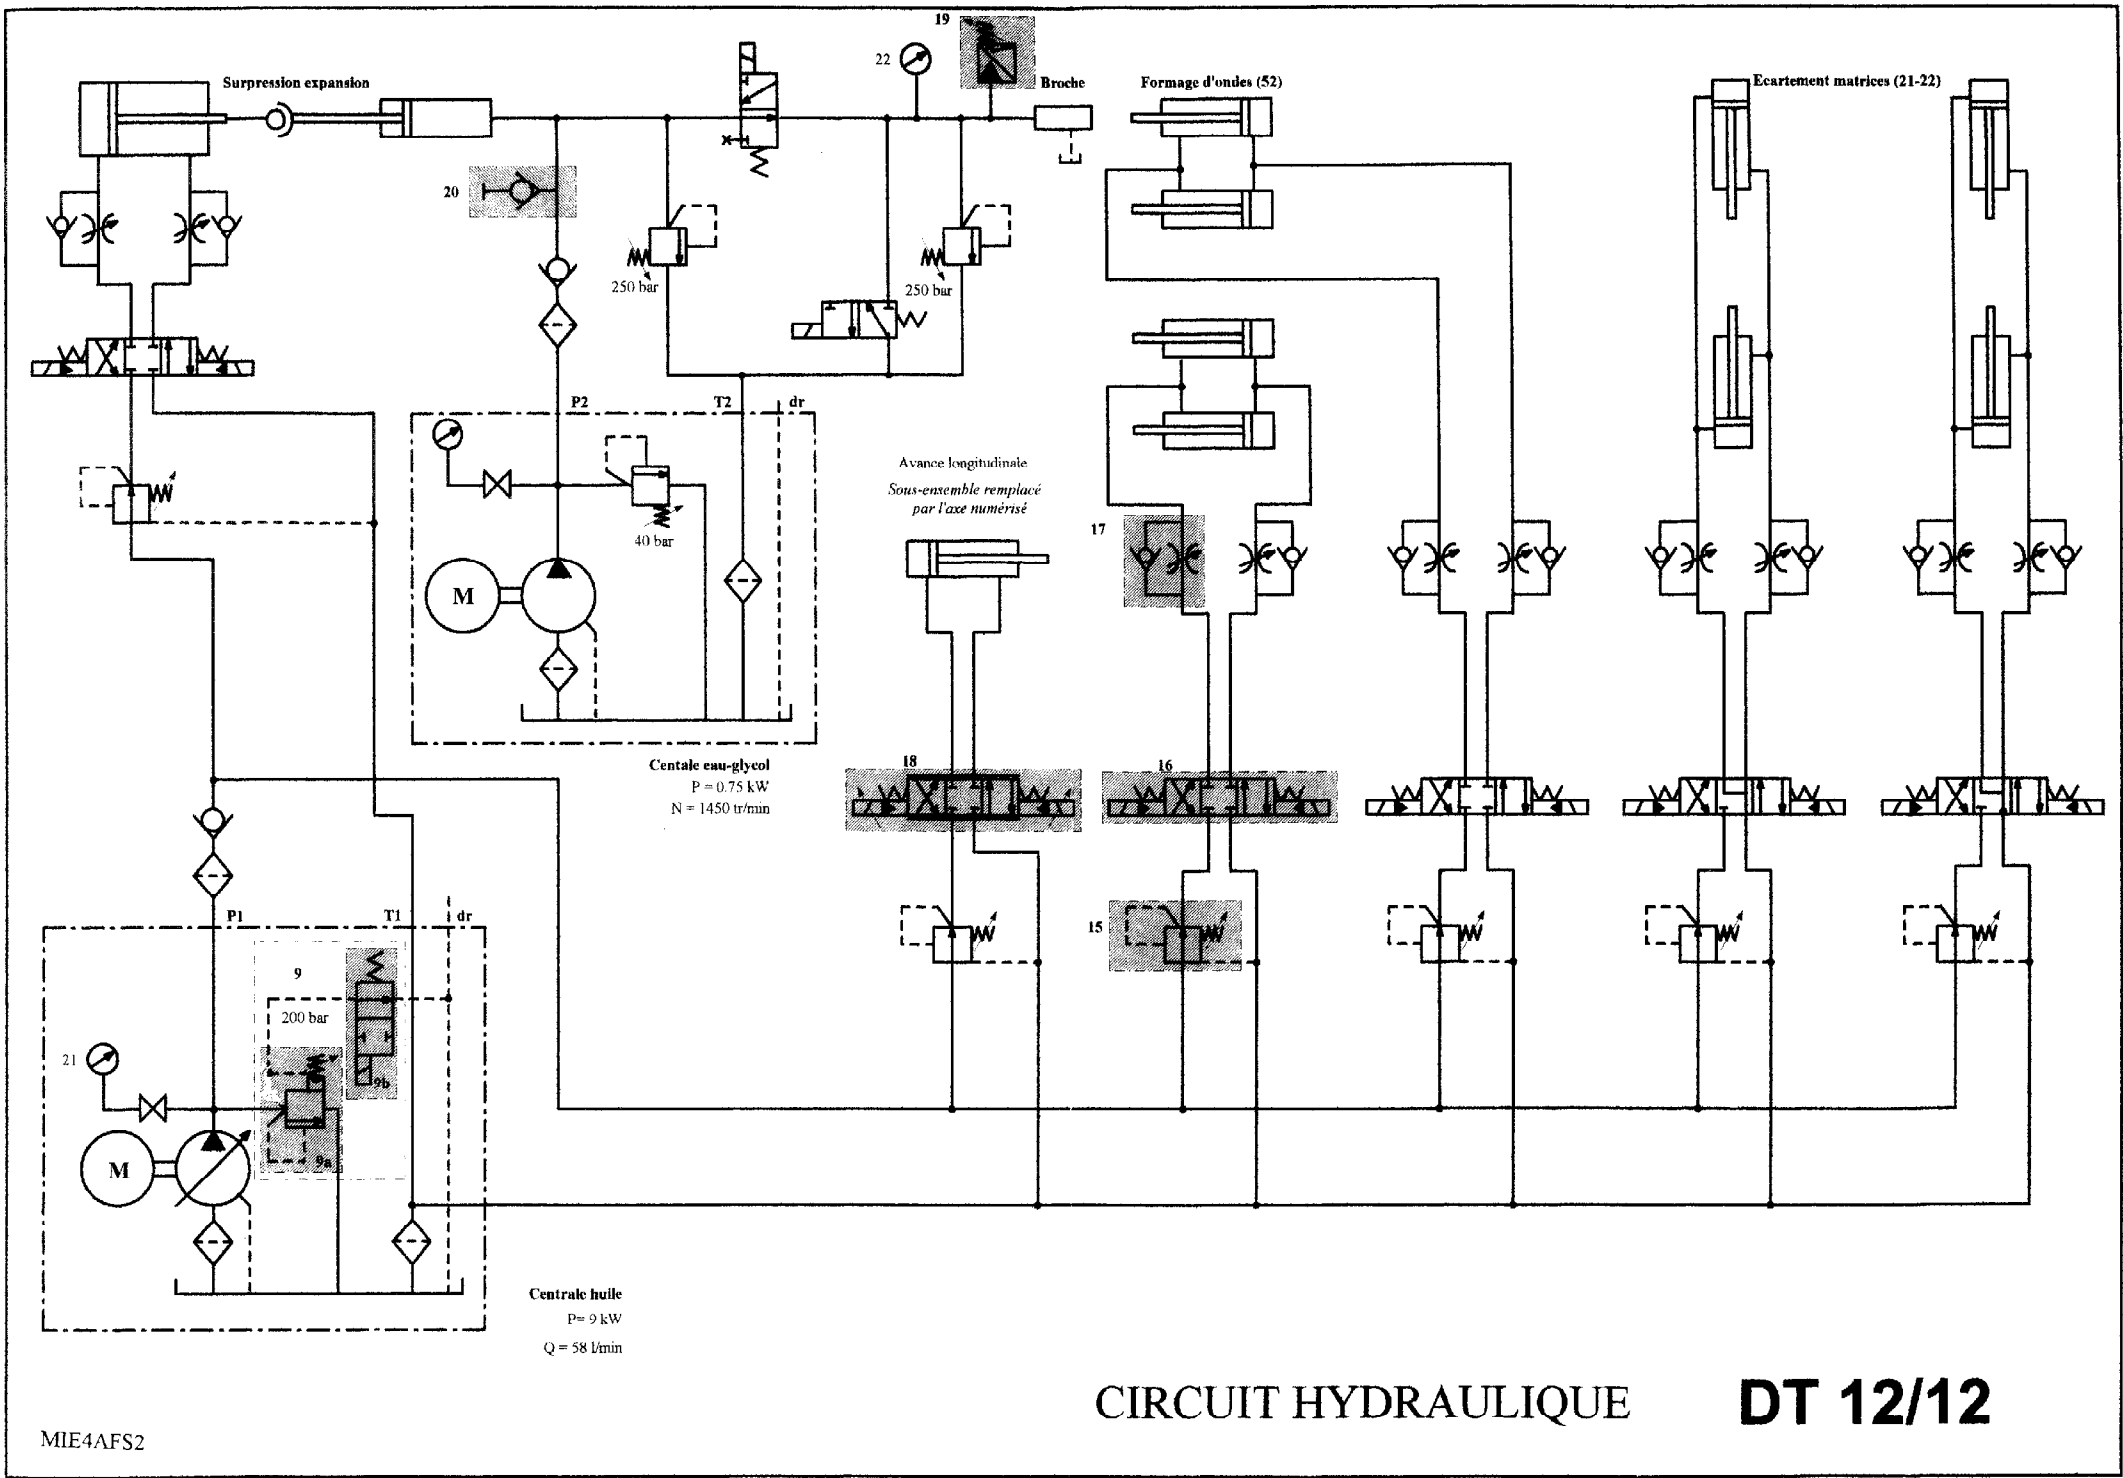 19
22
Surpression expansion
Broche
Formage d'ondes (52)
Ecartement matrices (21-22)
20
250 bar
250 bar
P2
T2
dr
Avance longitudinale
Sous-ensemble remplacé
par l'axe numérisé
17
40 bar
M
18
16
Centale eau-glycol
P = 0.75 kW
N = 1450 tr/min
P1
T1
dr
15
9
200 bar
21
9b
9a
M
Centrale huile
P= 9 kW
Q = 58 l/min
CIRCUIT HYDRAULIQUE
DT 12/12
MIE4AFS2